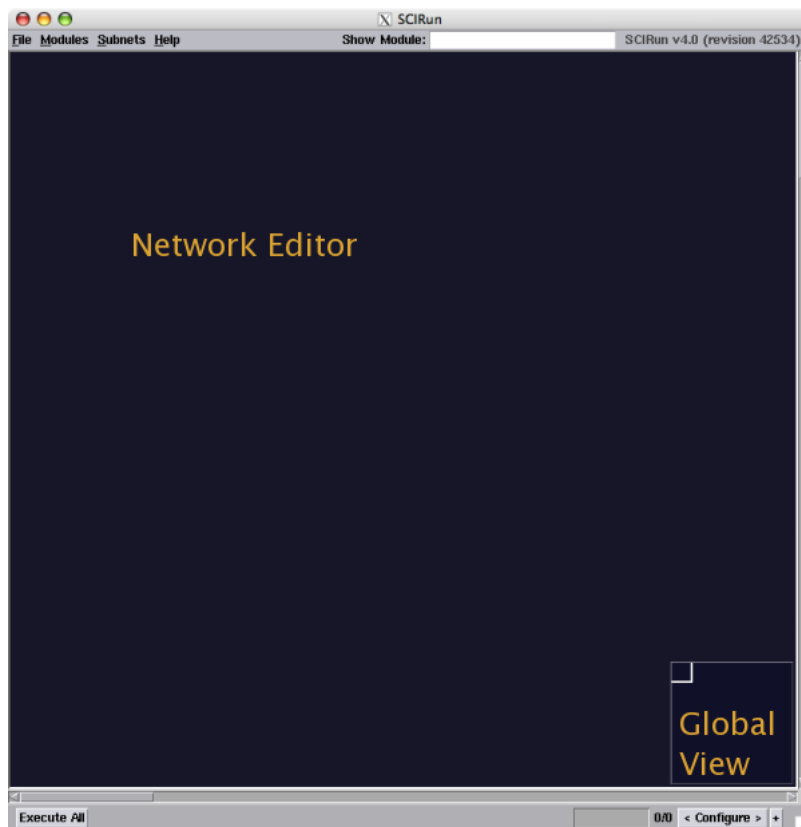 SCIRun
File Modules Subnets Help Show Module: SCIRun v4.0 (revision 42534)
Network Editor
Global
View
Execute All 0/0 < Configure > +